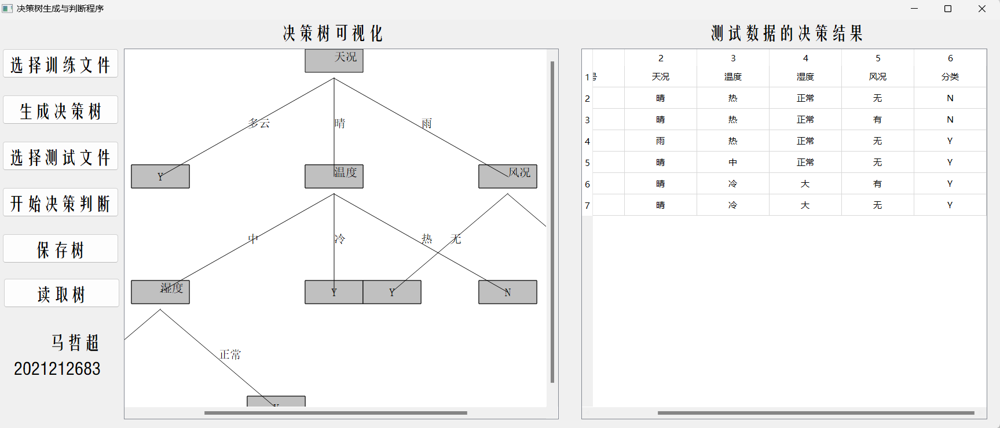 决策树生成与判断程序
决策树可视化
测试数据的决策结果
选择训练文件
生成决策树
选择测试文件
开始决策判断
保存树
读取树
马哲超
2021212683
天况
多云 晴 雨
Y 温度 风况
中 冷 热 无
湿度 Y Y N
正常
2 3 4 5 6
1 天况 温度 湿度 风况 分类
2 晴 热 正常 无 N
3 晴 热 正常 有 N
4 雨 热 正常 无 Y
5 晴 中 正常 无 Y
6 晴 冷 大 有 Y
7 晴 冷 大 无 Y